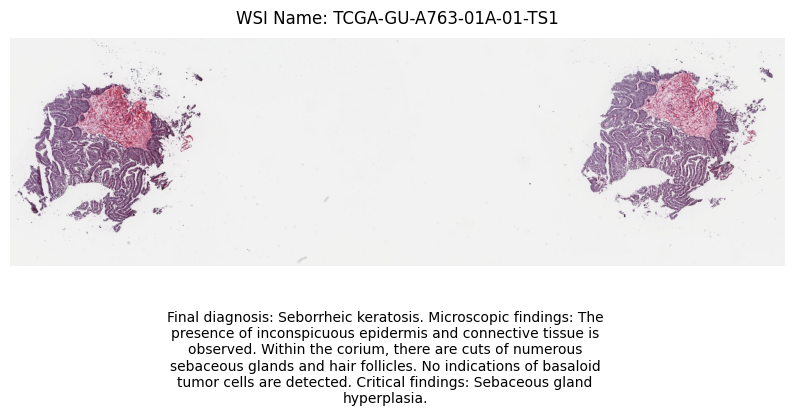 WSI Name: TCGA-GU-A763-01A-01-TS1
Final diagnosis: Seborrheic keratosis. Microscopic findings: The
presence of inconspicuous epidermis and connective tissue is
observed. Within the corium, there are cuts of numerous
sebaceous glands and hair follicles. No indications of basaloid
tumor cells are detected. Critical findings: Sebaceous gland
hyperplasia.